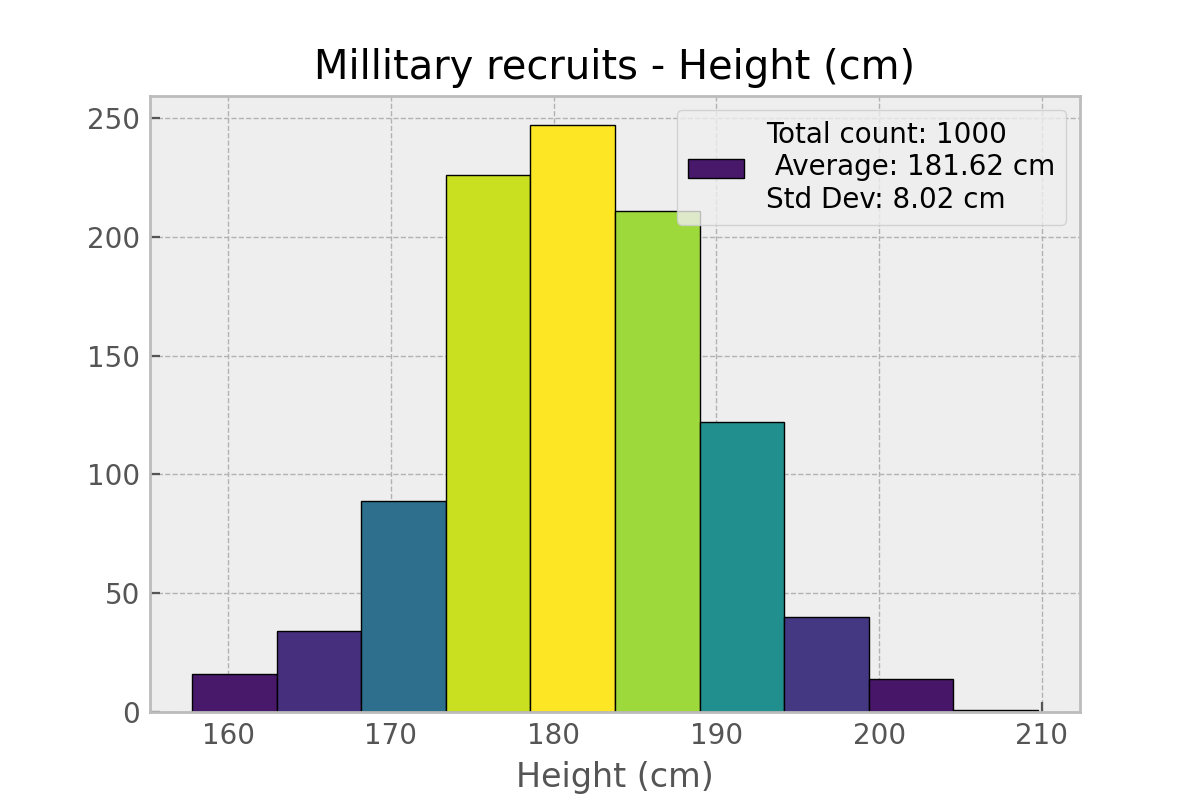 Millitary recruits - Height (cm)
Total count: 1000
Average: 181.62 cm
Std Dev: 8.02 cm
250
200
150
100
50
0
160 170 180 190 200 210
Height (cm)